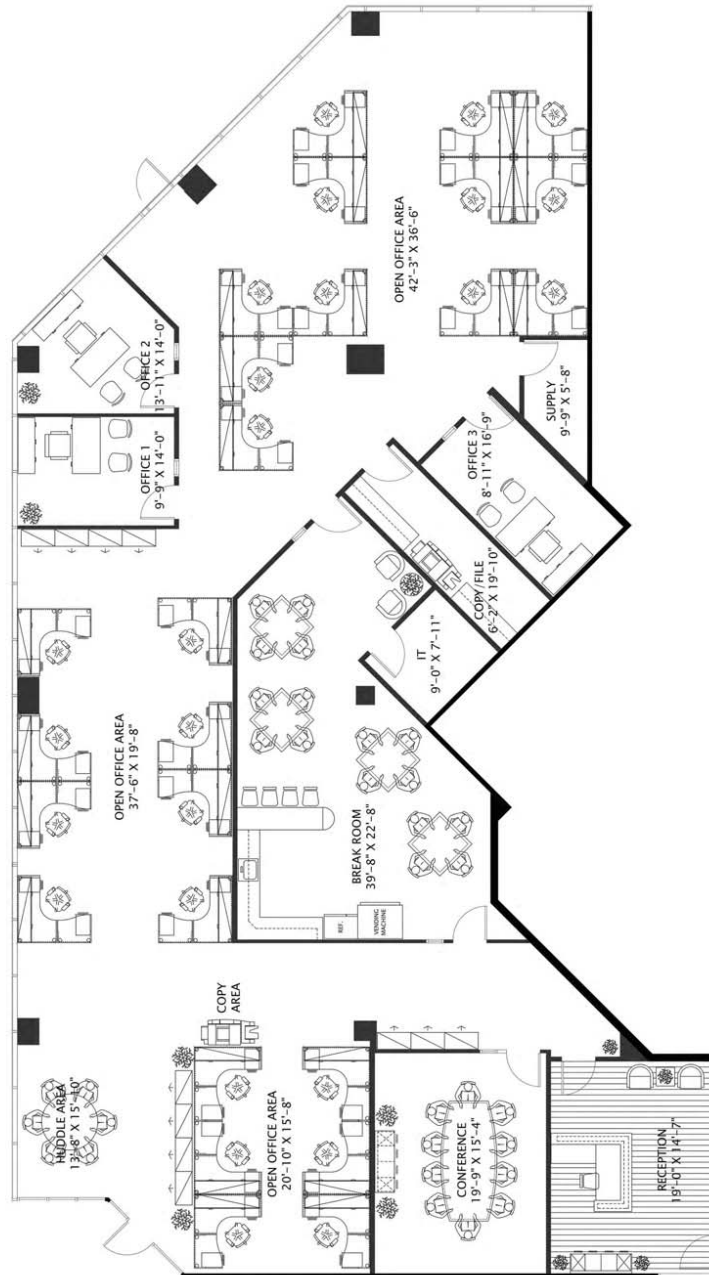 OPEN OFFICE AREA
42'-3" X 36'-6"
OFFICE 2
13'-11" X 14'-0"
OFFICE 1
9'-9" X 14'-0"
SUPPLY
9'-9" X 5'-8"
OFFICE 3
8'-11" X 16'-9"
COPY/FILE
6'-2" X 19'-10"
IT
9'-0" X 7'-11"
OPEN OFFICE AREA
37'-6" X 19'-8"
BREAK ROOM
39'-8" X 22'-8"
REF.
VENDING
MACHINE
COPY
AREA
HUDDLE AREA
13'-8" X 15'-10"
OPEN OFFICE AREA
20'-10" X 15'-8"
CONFERENCE
19'-9" X 15'-4"
RECEPTION
19'-0" X 14'-7"